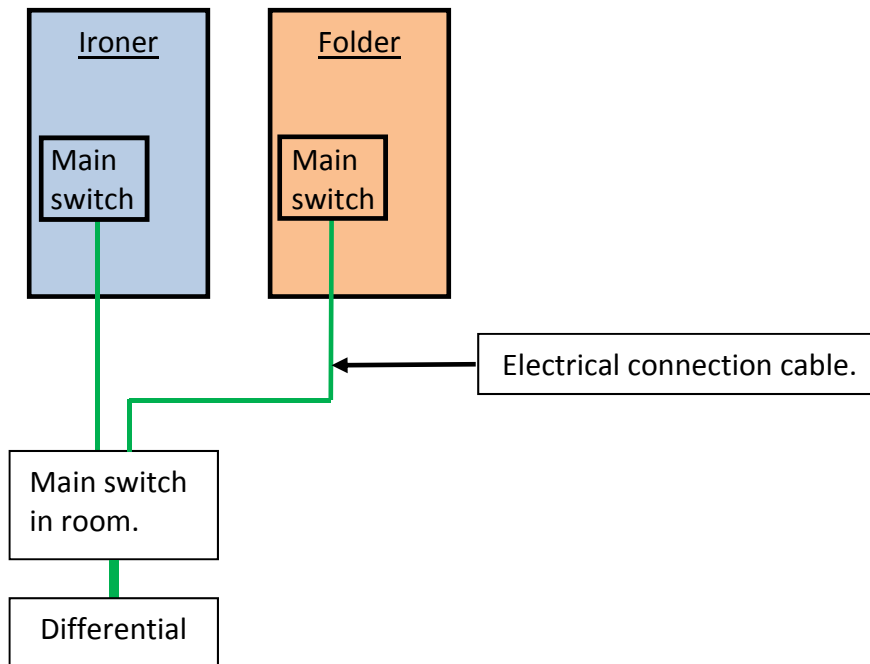 Ironer
Folder
Main
switch
Main
switch
Electrical connection cable.
Main switch
in room.
Differential